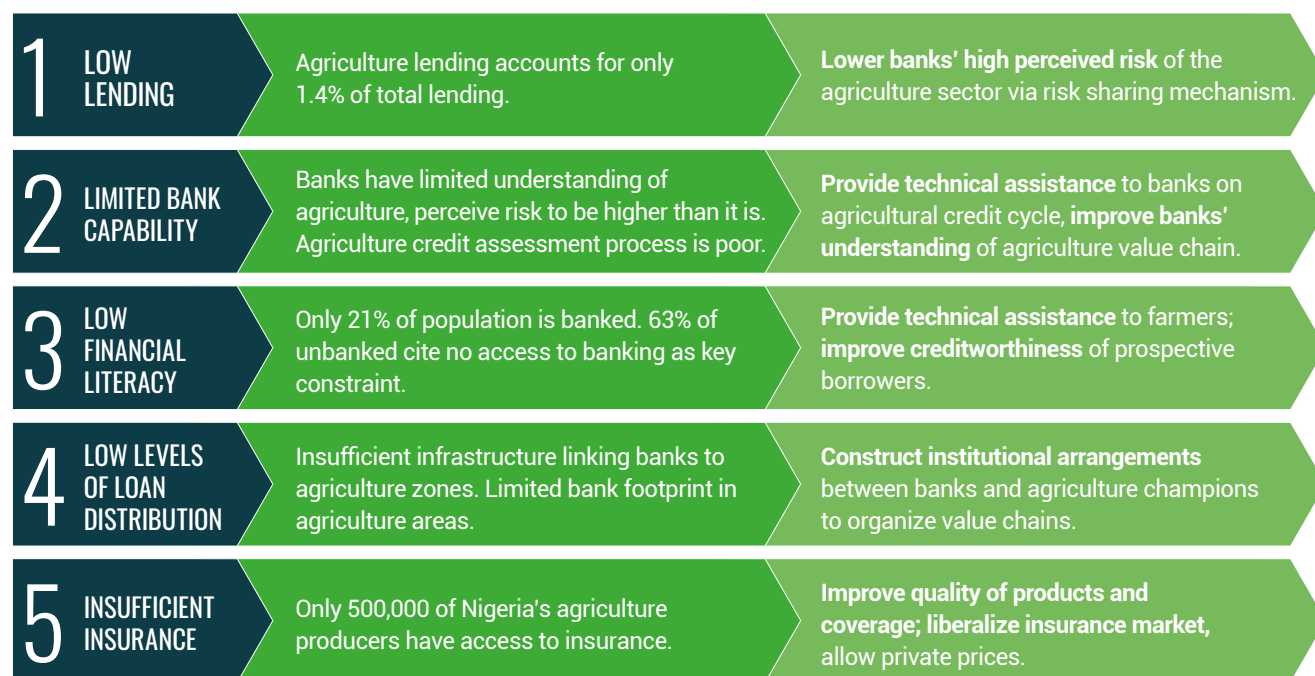 1
LOW
LENDING
Agriculture lending accounts for only
1.4% of total lending.
Lower banks' high perceived risk of the
agriculture sector via risk sharing mechanism.
2
LIMITED BANK
CAPABILITY
Banks have limited understanding of
agriculture, perceive risk to be higher than it is.
Agriculture credit assessment process is poor.
Provide technical assistance to banks on
agricultural credit cycle, improve banks'
understanding of agriculture value chain.
3
LOW
FINANCIAL
LITERACY
Only 21% of population is banked. 63% of
unbanked cite no access to banking as key
constraint.
Provide technical assistance to farmers;
improve creditworthiness of prospective
borrowers.
4
LOW LEVELS
OF LOAN
DISTRIBUTION
Insufficient infrastructure linking banks to
agriculture zones. Limited bank footprint in
agriculture areas.
Construct institutional arrangements
between banks and agriculture champions
to organize value chains.
5
INSUFFICIENT
INSURANCE
Only 500,000 of Nigeria's agriculture
producers have access to insurance.
Improve quality of products and
coverage; liberalize insurance market,
allow private prices.